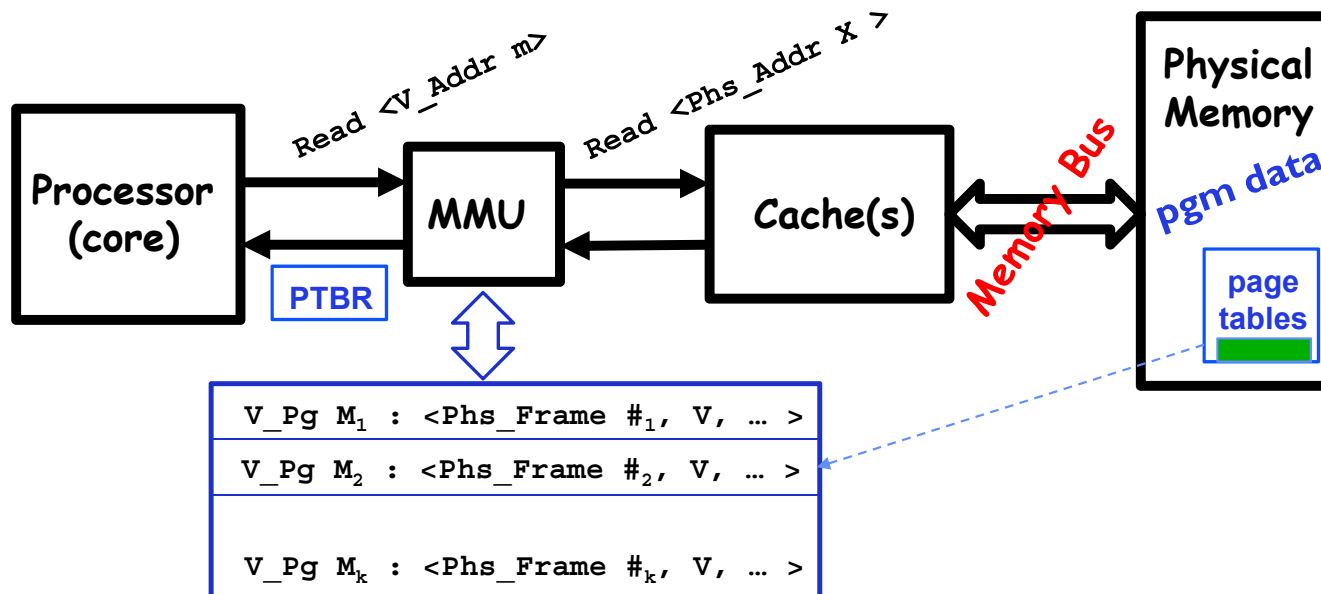 Read <V_Addr m>
Read <Phs_Addr X >
Physical
Memory
Processor
(core)
MMU
Cache(s)
Memory Bus
pgm data
PTBR
page
tables
V_Pg M₁ : <Phs_Frame #₁, V, … >
V_Pg M₂ : <Phs_Frame #₂, V, … >
V_Pg Mₖ : <Phs_Frame #ₖ, V, … >